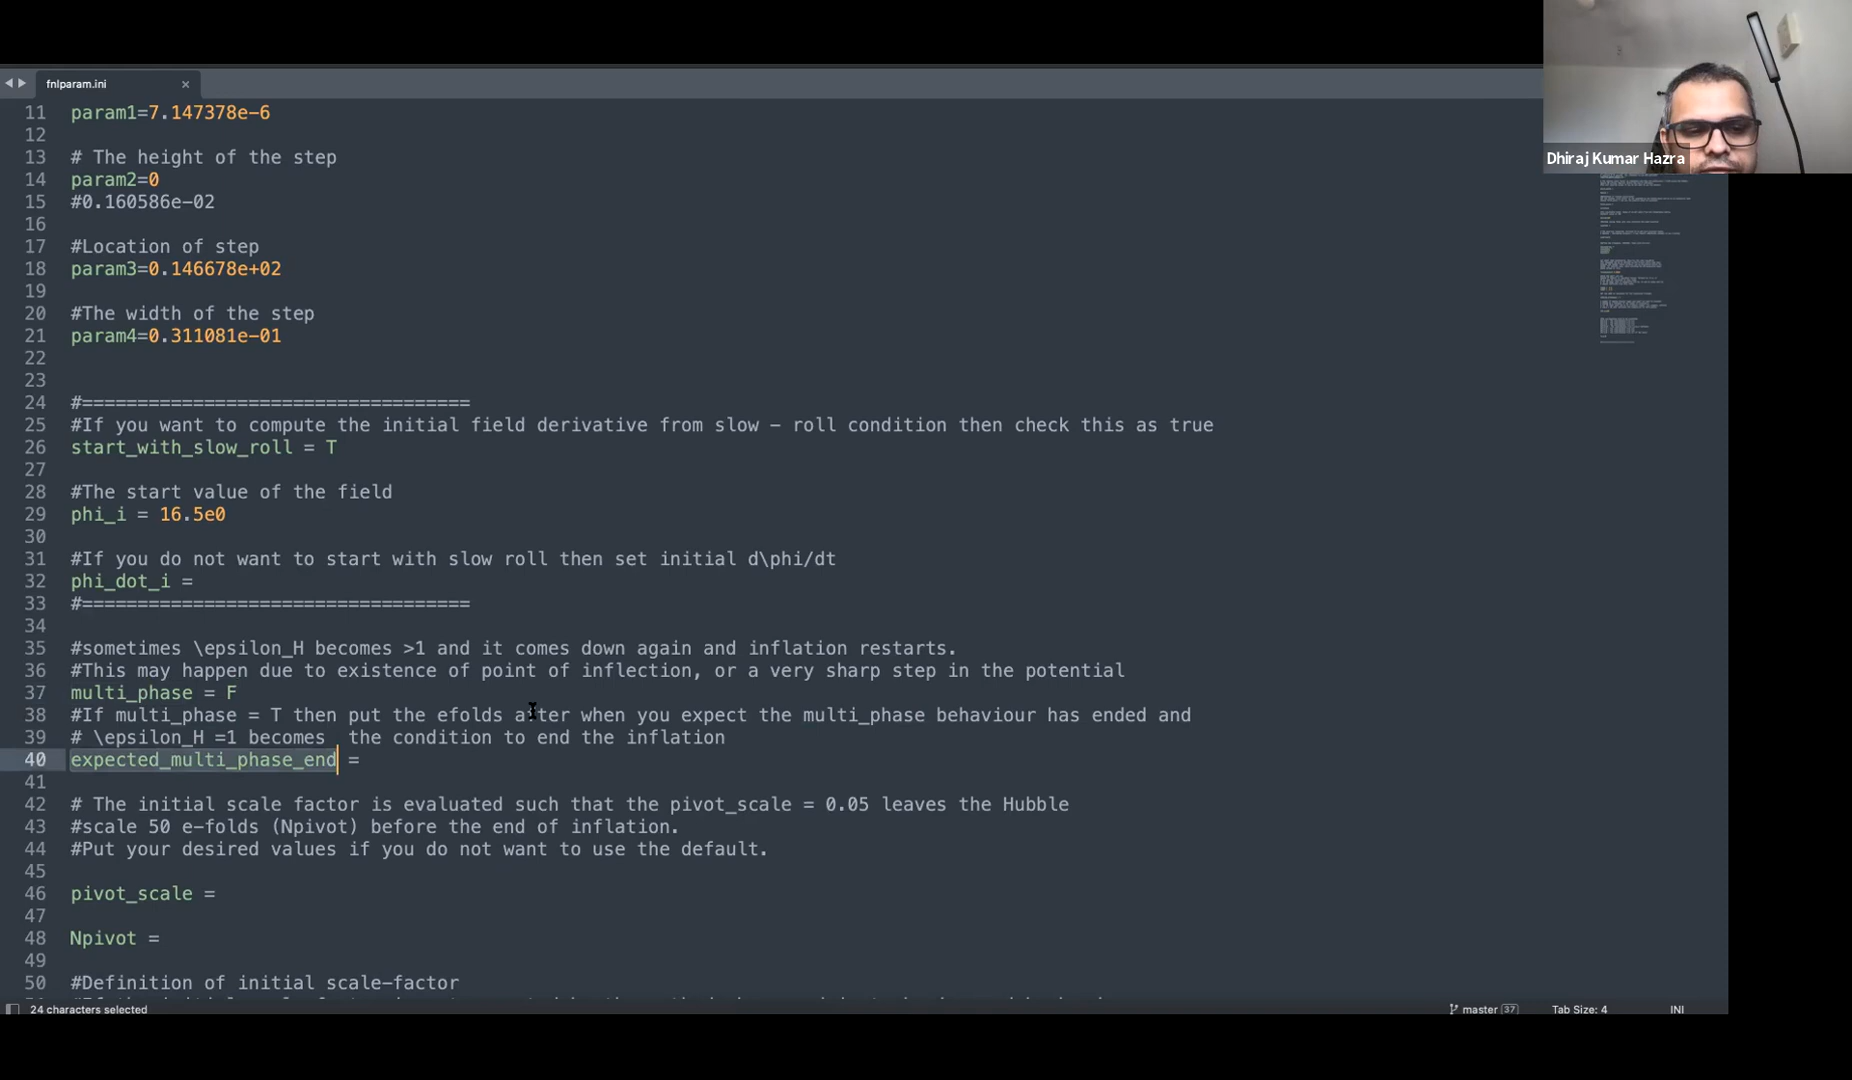 fnlparam.ini
11 param1=7.147378e-6
12
13 # The height of the step
14 param2=0
15 #0.160586e-02
16
17 #Location of step
18 param3=0.146678e+02
19
20 #The width of the step
21 param4=0.311081e-01
22
23
24 #===================================
25 #If you want to compute the initial field derivative from slow - roll condition then check this as true
26 start_with_slow_roll = T
27
28 #The start value of the field
29 phi_i = 16.5e0
30
31 #If you do not want to start with slow roll then set initial d\phi/dt
32 phi_dot_i =
33 #===================================
34
35 #sometimes \epsilon_H becomes >1 and it comes down again and inflation restarts.
36 #This may happen due to existence of point of inflection, or a very sharp step in the potential
37 multi_phase = F
38 #If multi_phase = T then put the efolds after when you expect the multi_phase behaviour has ended and
39 # \epsilon_H =1 becomes  the condition to end the inflation
40 expected_multi_phase_end =
41
42 # The initial scale factor is evaluated such that the pivot_scale = 0.05 leaves the Hubble
43 #scale 50 e-folds (Npivot) before the end of inflation.
44 #Put your desired values if you do not want to use the default.
45
46 pivot_scale =
47
48 Npivot =
49
50 #Definition of initial scale-factor
24 characters selected
master 37
Tab Size: 4
INI
Dhiraj Kumar Hazra